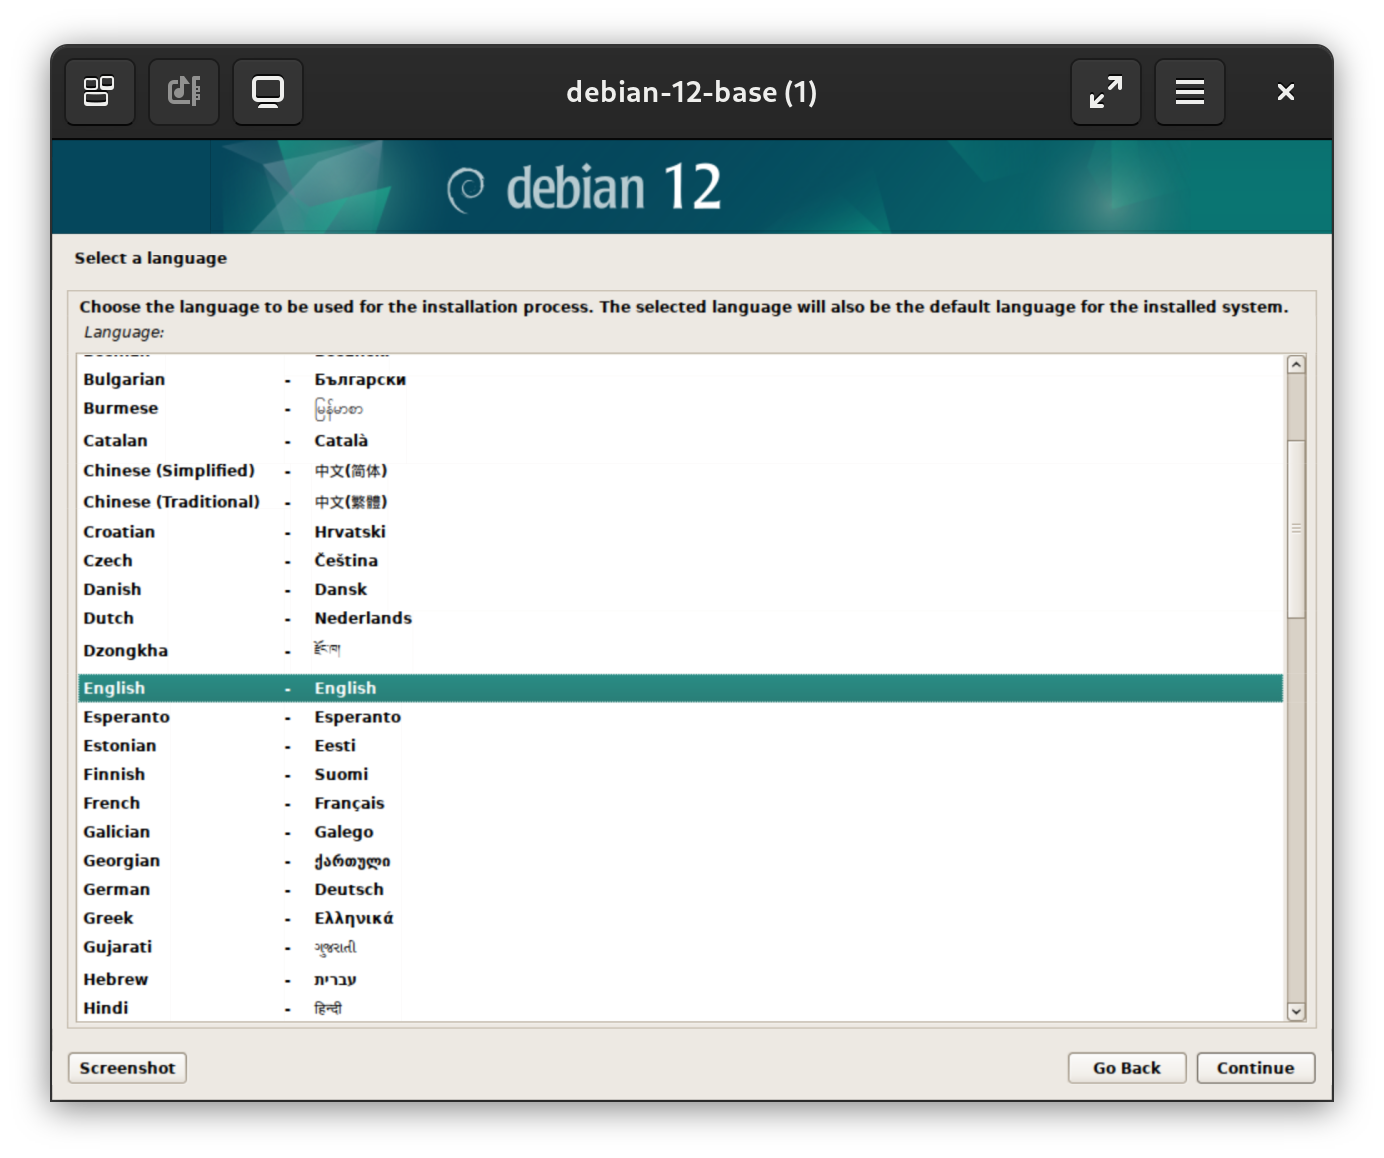 debian-12-base (1)
debian 12
Select a language
Choose the language to be used for the installation process. The selected language will also be the default language for the installed system.
Language:
Bulgarian - Български
Burmese - မြန်မာစာ
Catalan - Català
Chinese (Simplified) - 中文(简体)
Chinese (Traditional) - 中文(繁體)
Croatian - Hrvatski
Czech - Čeština
Danish - Dansk
Dutch - Nederlands
Dzongkha - རྫོང་ཁ།
English - English
Esperanto - Esperanto
Estonian - Eesti
Finnish - Suomi
French - Français
Galician - Galego
Georgian - ქართული
German - Deutsch
Greek - Ελληνικά
Gujarati - ગુજરાતી
Hebrew - עברית
Hindi - हिन्दी
Screenshot
Go Back
Continue